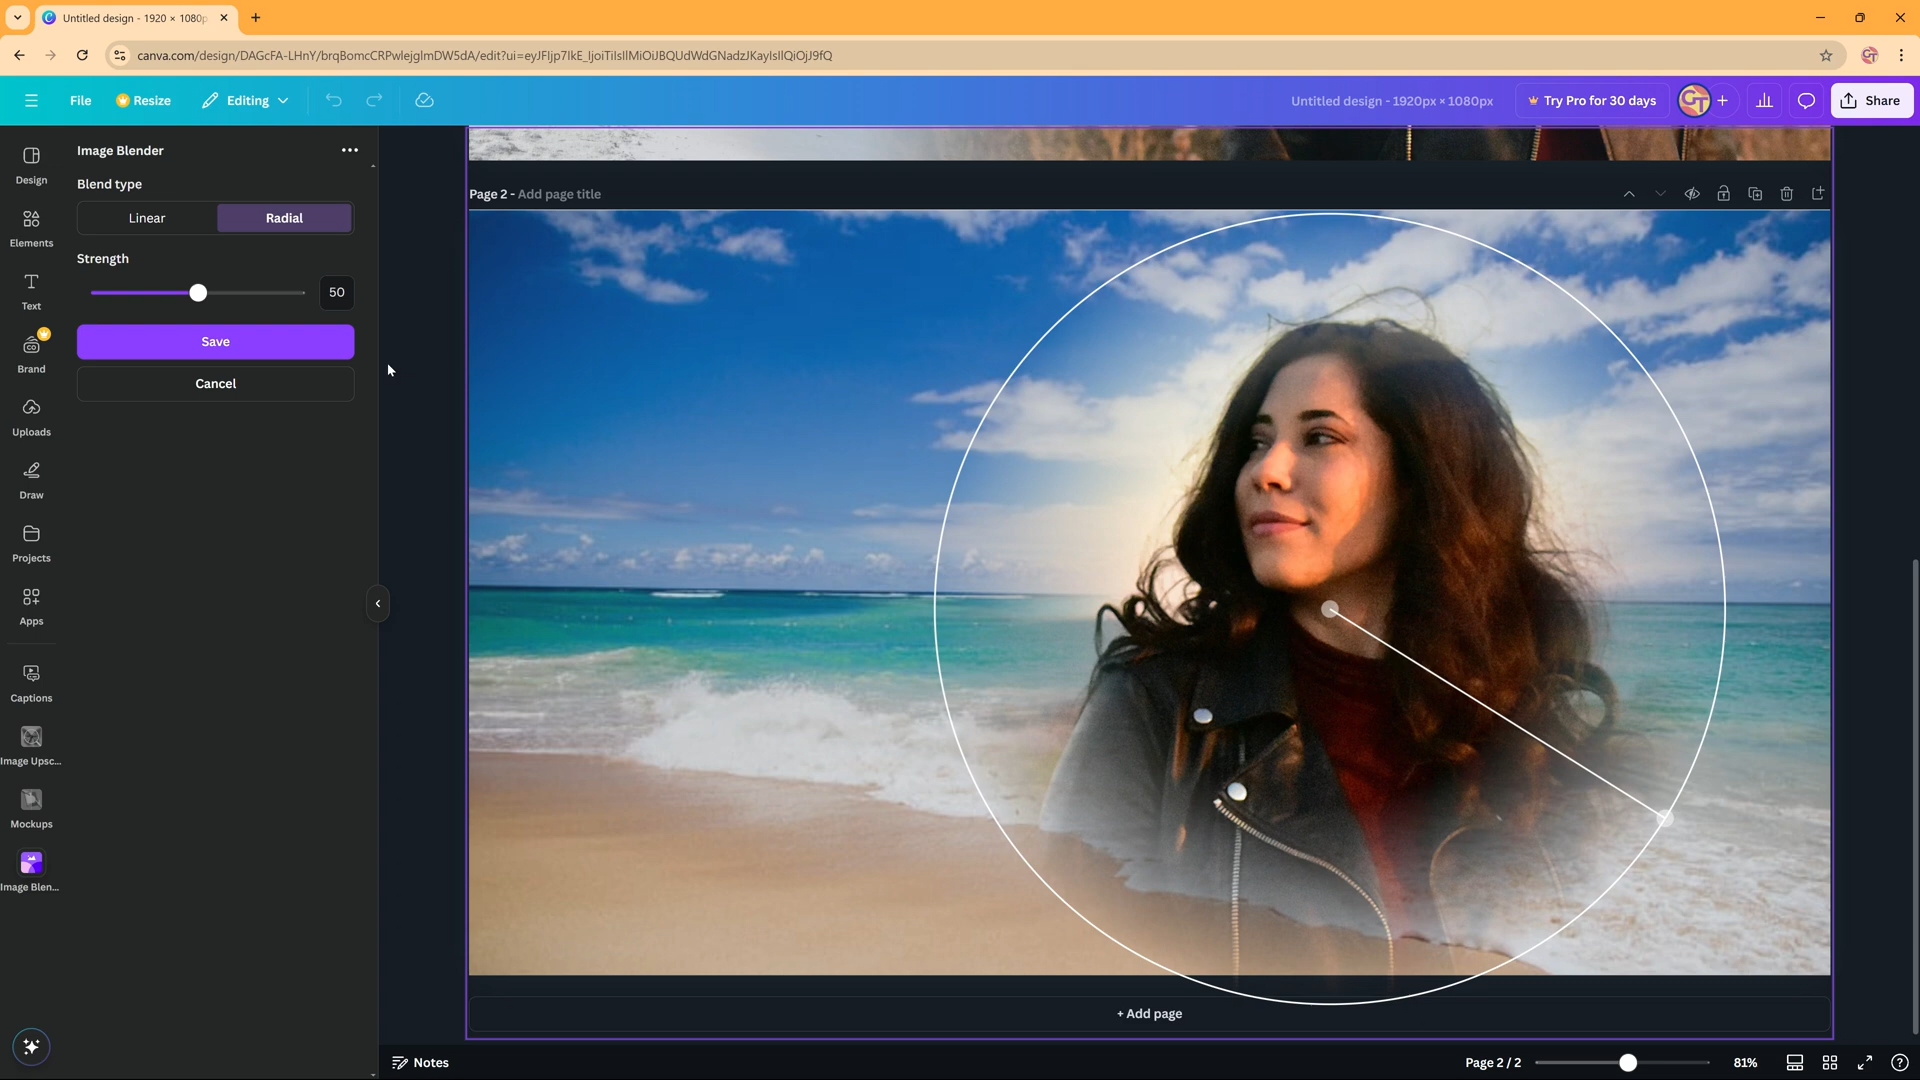 Untitled design - 1920 × 1080p
canva.com/design/DAGcFA-LHnY/brqBomcCRPwlejglmDW5dA/edit?ui=eyJFIjp7IkE_IjoiTiIsIlMiOiJBQUdWdGNadzJKayIsIlQiOjJ9fQ
File
Resize
Editing
Untitled design - 1920px × 1080px
Try Pro for 30 days
GT
Share
Design
Elements
Text
Brand
Uploads
Draw
Projects
Apps
Captions
Image Upsc...
Mockups
Image Blen...
Image Blender
Blend type
Linear
Radial
Strength
50
Save
Cancel
Page 2 - Add page title
+ Add page
Notes
Page 2 / 2
81%